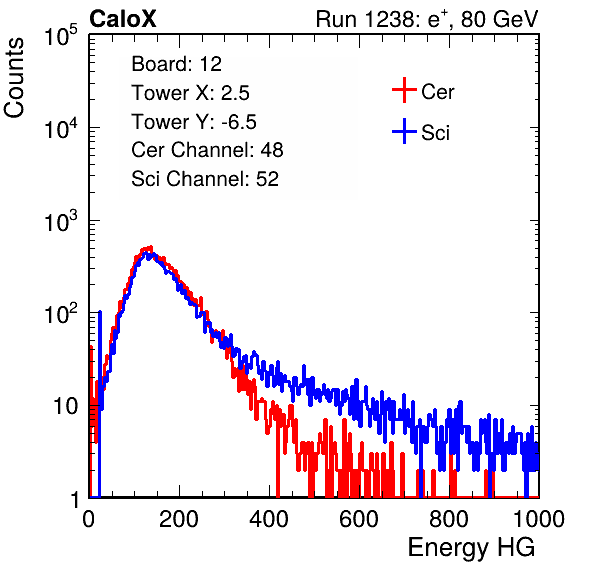 CaloX Run 1238: e⁺, 80 GeV
Counts
10⁵
10⁴
10³
10²
10
1
Board: 12
Tower X: 2.5
Tower Y: -6.5
Cer Channel: 48
Sci Channel: 52
Cer
Sci
0 200 400 600 800 1000
Energy HG